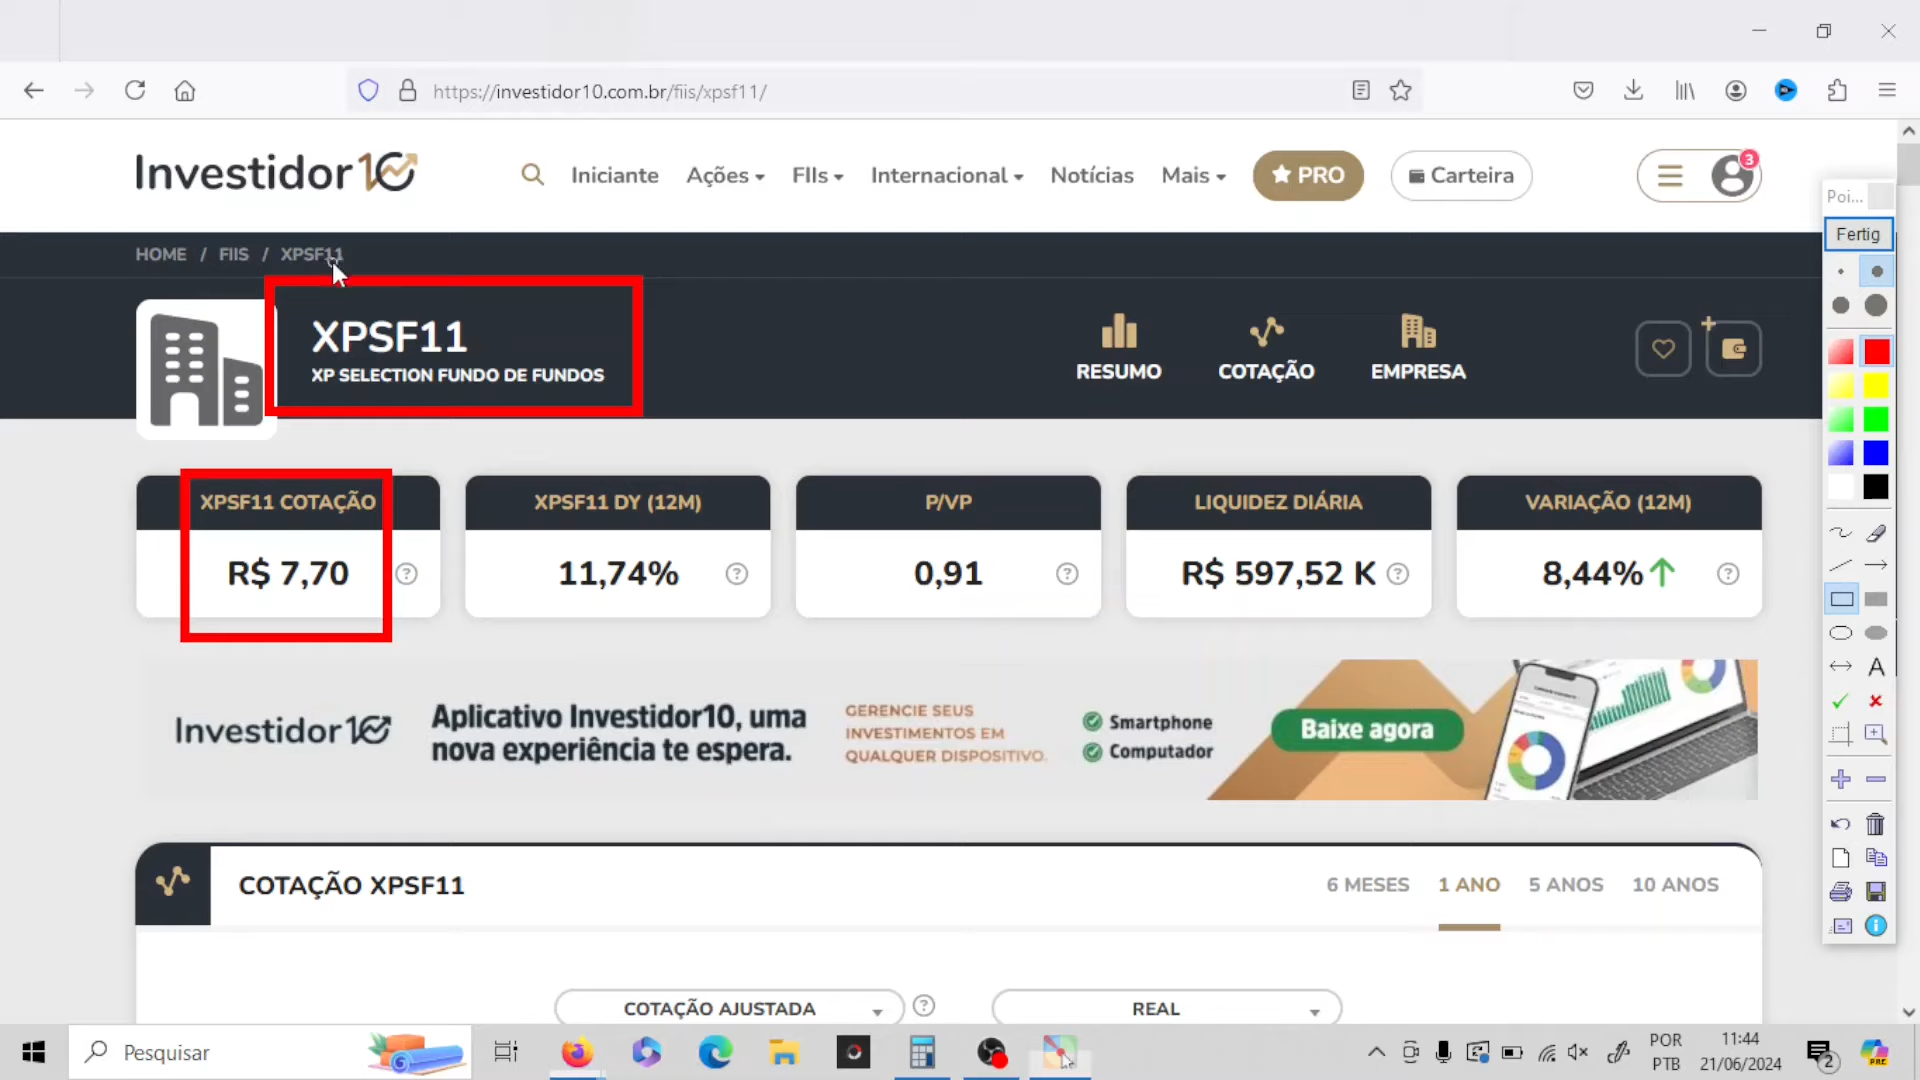 https://investidor10.com.br/fiis/xpsf11/
Investidor10
Iniciante
Ações
FIIs
Internacional
Notícias
Mais
PRO
Carteira
3
Poi...
Fertig
HOME / FIIS / XPSF11
XPSF11
XP SELECTION FUNDO DE FUNDOS
RESUMO
COTAÇÃO
EMPRESA
XPSF11 COTAÇÃO
R$ 7,70
XPSF11 DY (12M)
11,74%
P/VP
0,91
LIQUIDEZ DIÁRIA
R$ 597,52 K
VARIAÇÃO (12M)
8,44%
Investidor10
Aplicativo Investidor10, uma
nova experiência te espera.
GERENCIE SEUS
INVESTIMENTOS EM
QUALQUER DISPOSITIVO.
Smartphone
Computador
Baixe agora
COTAÇÃO XPSF11
6 MESES
1 ANO
5 ANOS
10 ANOS
COTAÇÃO AJUSTADA
REAL
Pesquisar
POR
PTB
11:44
21/06/2024
2
PRE